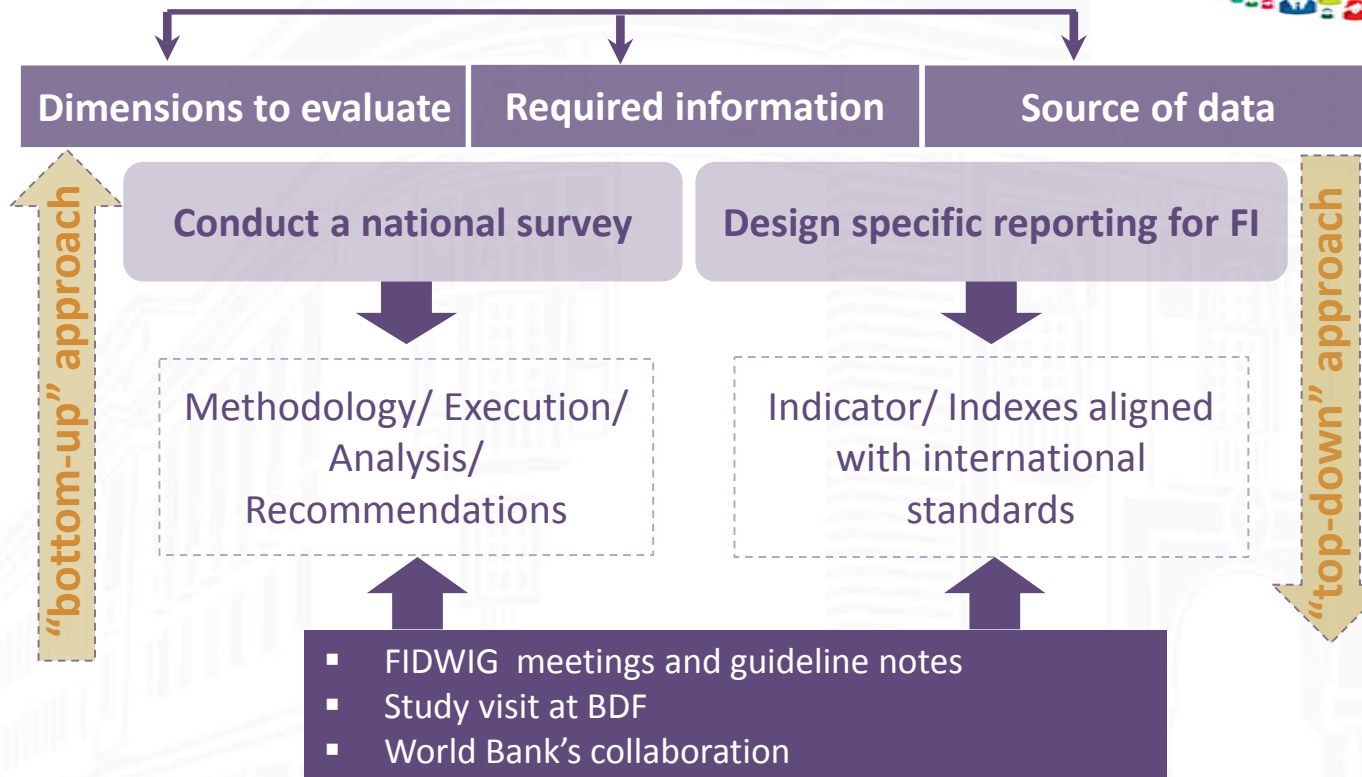 Dimensions to evaluate
Required information
Source of data
“bottom-up” approach
Conduct a national survey
Design specific reporting for FI
“top-down” approach
Methodology/ Execution/
Analysis/
Recommendations
Indicator/ Indexes aligned
with international
standards
▪ FIDWIG meetings and guideline notes
▪ Study visit at BDF
▪ World Bank’s collaboration